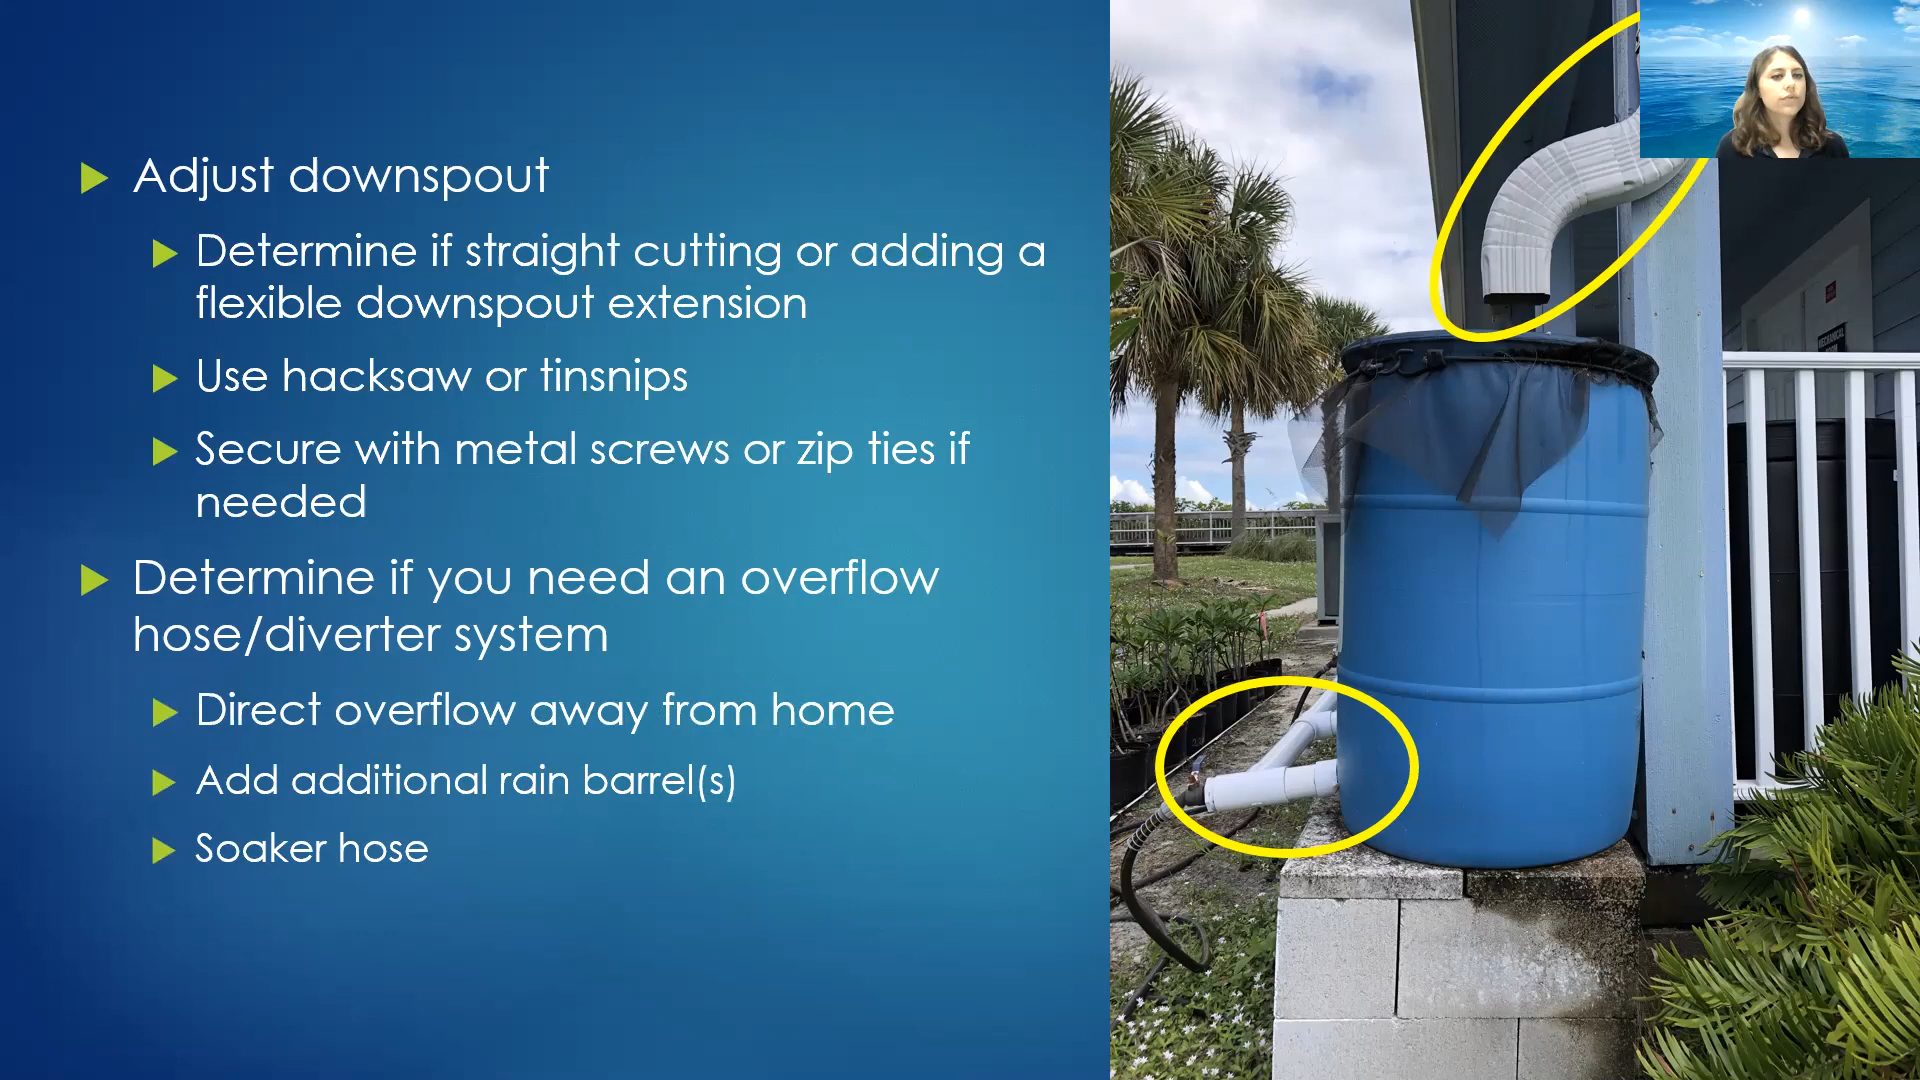 Adjust downspout
Determine if straight cutting or adding a
flexible downspout extension
Use hacksaw or tinsnips
Secure with metal screws or zip ties if
needed
Determine if you need an overflow
hose/diverter system
Direct overflow away from home
Add additional rain barrel(s)
Soaker hose
MECHANICAL